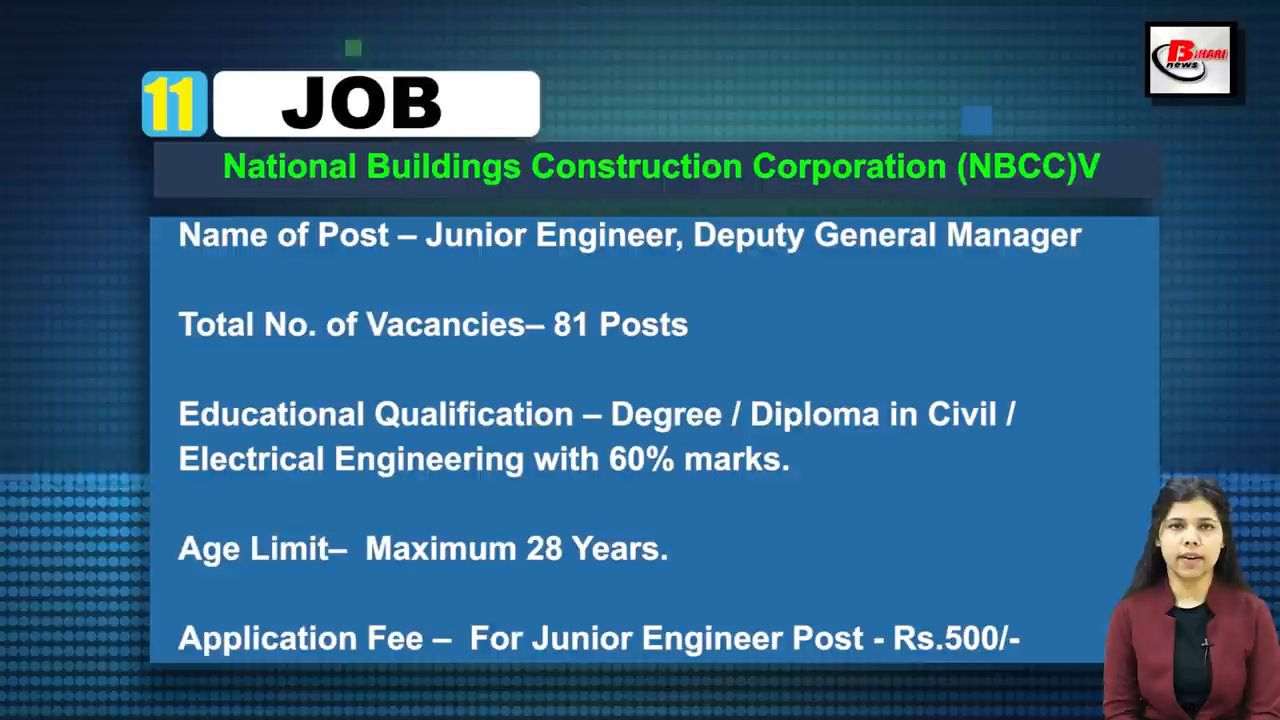 11 JOB
BIHARI
news
National Buildings Construction Corporation (NBCC)V
Name of Post – Junior Engineer, Deputy General Manager
Total No. of Vacancies– 81 Posts
Educational Qualification – Degree / Diploma in Civil /
Electrical Engineering with 60% marks.
Age Limit– Maximum 28 Years.
Application Fee – For Junior Engineer Post - Rs.500/-